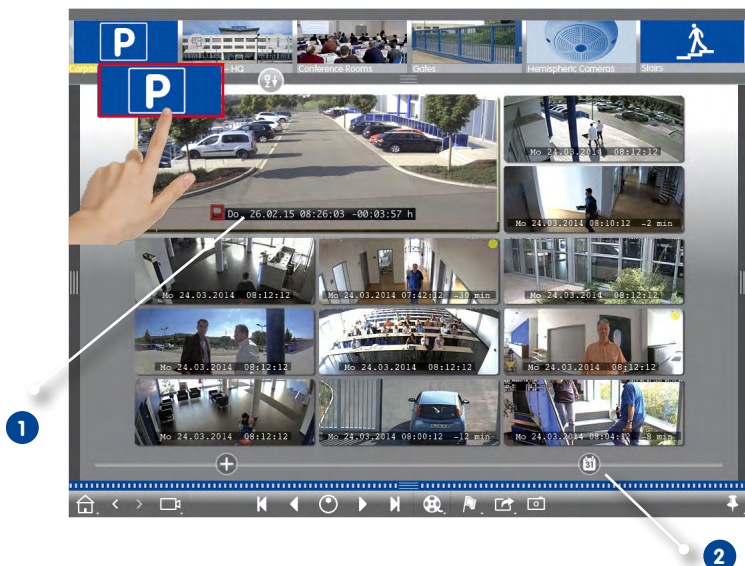 P
Carpar
- HQ
Conference Rooms
Gates
Hemispheric Cameras
Stairs
P
Mo 24.03.2014 08:12:12
Do. 26.02.15 08:26:03 -00:03:57 h
Mo 24.03.2014 08:10:12 -2 min
Mo 24.03.2014 08:12:12
Mo 24.03.2014 07:42:12 -30 min
Mo 24.03.2014 08:12:12
Mo 24.03.2014 08:12:12
Mo 24.03.2014 08:12:12
Mo 24.03.2014 08:12:12
1
Mo 24.03.2014 08:12:12
Mo 24.03.2014 08:00:12 -12 min
Mo 24.03.2014 08:04:12 -8 min
31
2